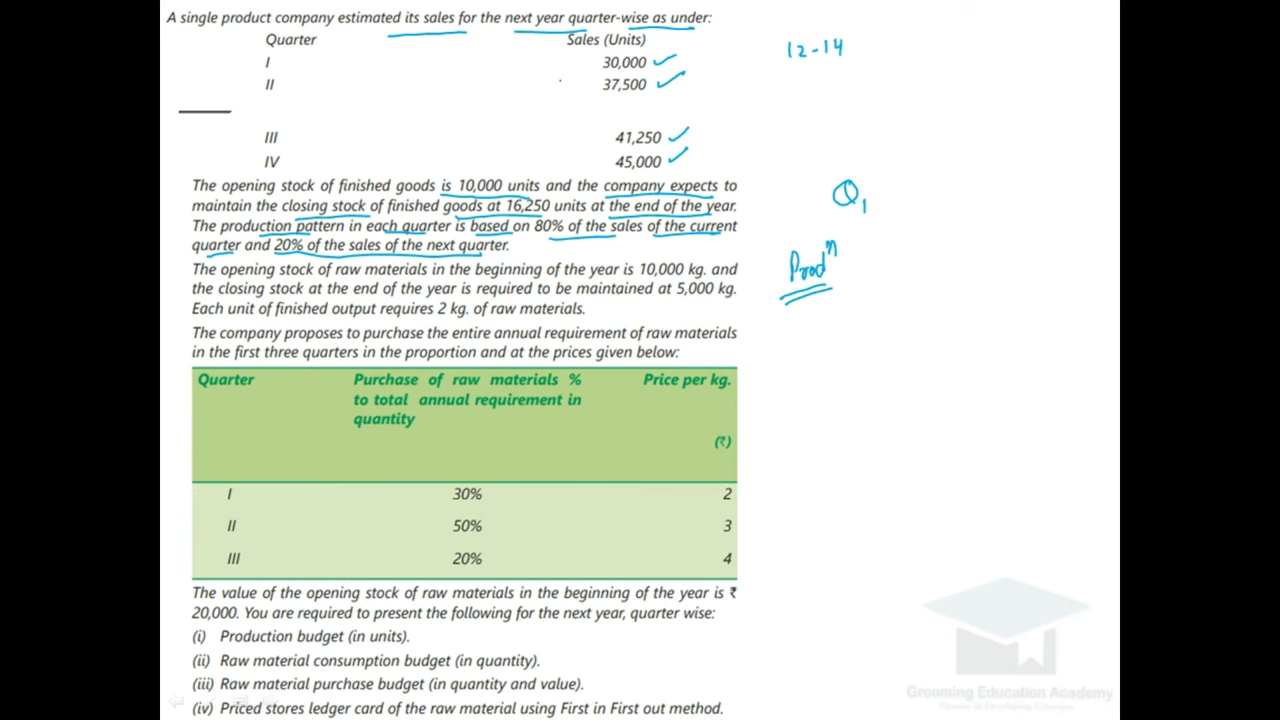 A single product company estimated its sales for the next year quarter-wise as under:
Quarter Sales (Units)
I 30,000
II 37,500
III 41,250
IV 45,000
The opening stock of finished goods is 10,000 units and the company expects to
maintain the closing stock of finished goods at 16,250 units at the end of the year.
The production pattern in each quarter is based on 80% of the sales of the current
quarter and 20% of the sales of the next quarter.
The opening stock of raw materials in the beginning of the year is 10,000 kg. and
the closing stock at the end of the year is required to be maintained at 5,000 kg.
Each unit of finished output requires 2 kg. of raw materials.
The company proposes to purchase the entire annual requirement of raw materials
in the first three quarters in the proportion and at the prices given below:
Quarter Purchase of raw materials % Price per kg.
to total annual requirement in
quantity
(₹)
I 30% 2
II 50% 3
III 20% 4
The value of the opening stock of raw materials in the beginning of the year is ₹
20,000. You are required to present the following for the next year, quarter wise:
(i) Production budget (in units).
(ii) Raw material consumption budget (in quantity).
(iii) Raw material purchase budget (in quantity and value).
(iv) Priced stores ledger card of the raw material using First in First out method.
12-14
Q1
Prodⁿ
Grooming Education Academy